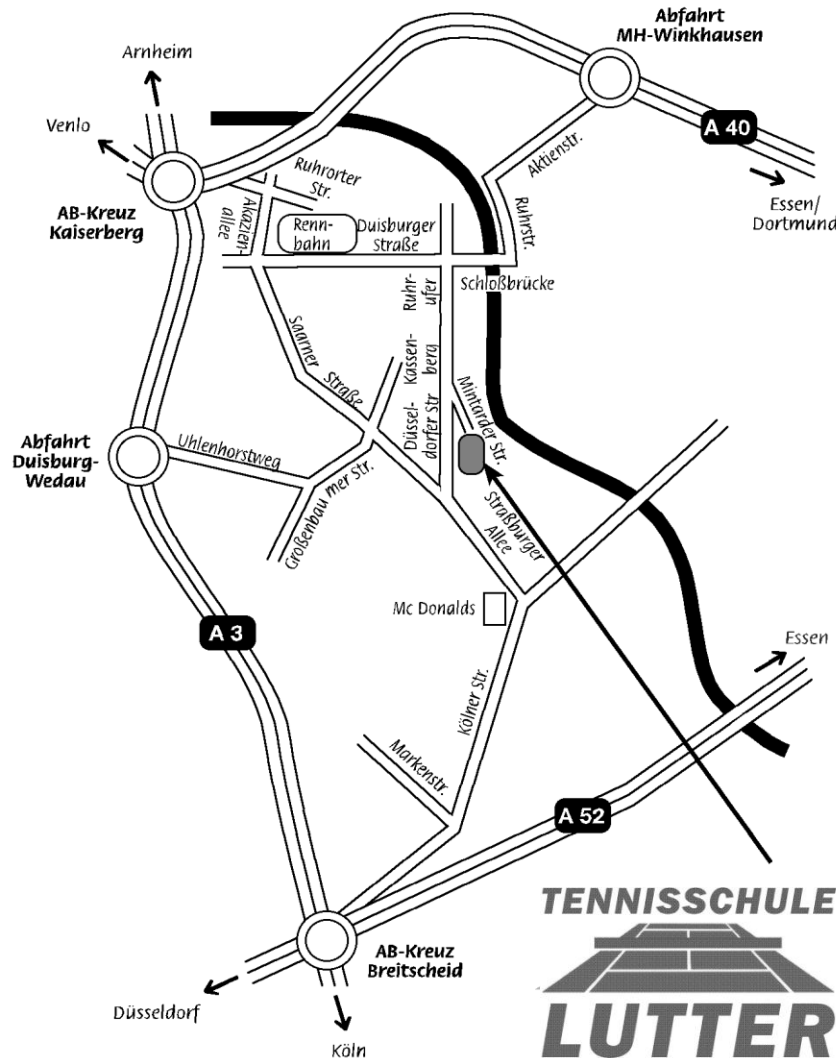 Abfahrt
MH-Winkhausen
Arnheim
Venlo
A 40
Aktienstr.
Ruhrorter
Str.
Essen/
Dortmund
AB-Kreuz
Kaiserberg
Akazien-
allee
Renn-
bahn
Duisburger
Straße
Ruhrstr.
Schloßbrücke
Ruhr-
ufer
Saarner
Straße
Kassen-
berg
Mintarder Str.
Düssel-
dorfer str
Abfahrt
Duisburg-
Wedau
Uhlenhorstweg
Großenbau mer Str.
Straßburger
Allee
Mc Donalds
A 3
Essen
Kölner Str.
Markenstr.
A 52
TENNISSCHULE
LUTTER
AB-Kreuz
Breitscheid
Düsseldorf
Köln